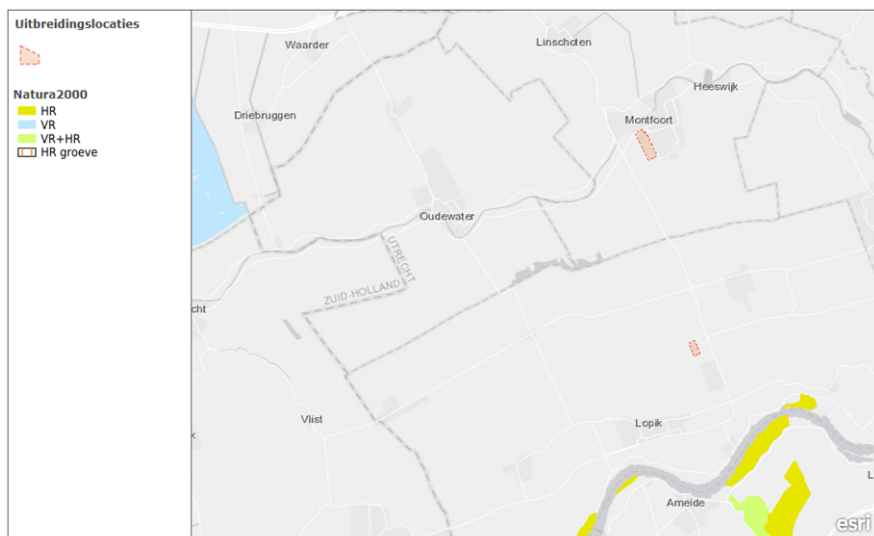 Uitbreidingslocaties
Natura2000
HR
VR
VR+HR
HR groeve
Waarder
Linschoten
Heeswijk
Driebruggen
Montfoort
Oudewater
UTRECHT
ZUID-HOLLAND
cht
Vlist
x
Lopik
L
Ameide
esri